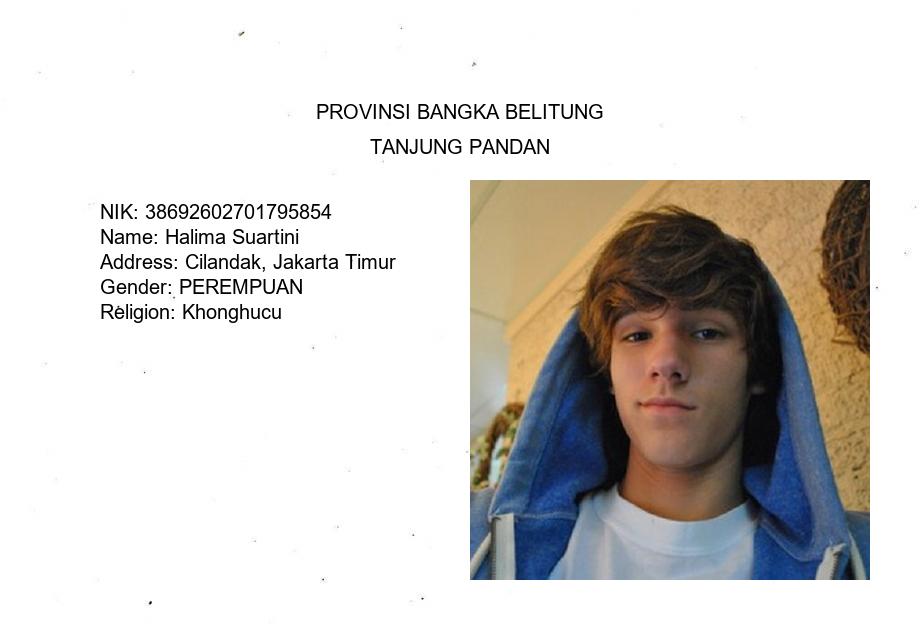 PROVINSI BANGKA BELITUNG
TANJUNG PANDAN
NIK: 38692602701795854
Name: Halima Suartini
Address: Cilandak, Jakarta Timur
Gender: PEREMPUAN
Religion: Khonghucu